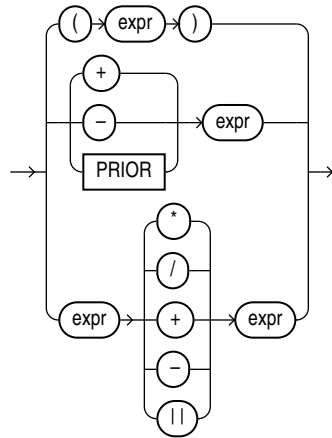 ( expr )
+
– expr
PRIOR
*
/
expr + expr
–
||